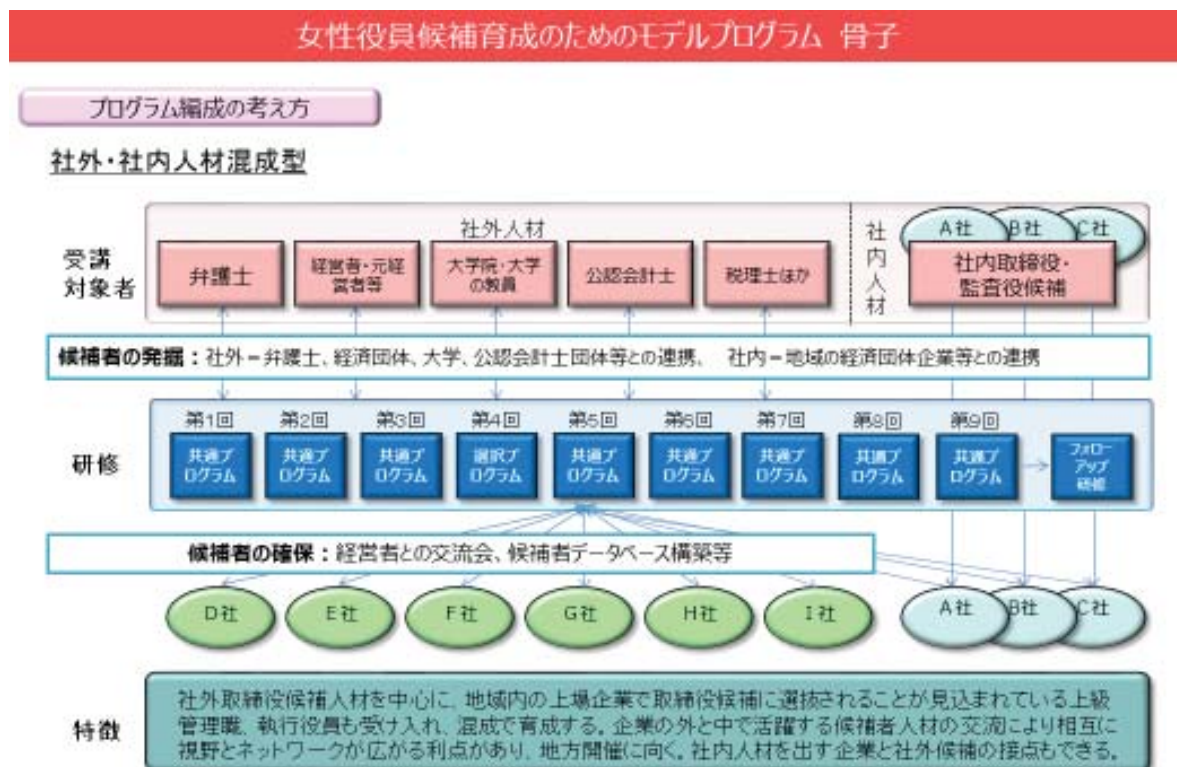 女性役員候補育成のためのモデルプログラム 骨子
プログラム編成の考え方
社外・社内人材混成型
受講
対象者
社外人材
弁護士
経営者・元経
営者等
大学院・大学
の教員
公認会計士
税理士ほか
社内人材
A社
B社
C社
社内取締役・
監査役候補
候補者の発掘：社外＝弁護士、経済団体、大学、公認会計士団体等との連携、 社内＝地域の経済団体企業等との連携
研修
第1回
第2回
第3回
第4回
第5回
第6回
第7回
第8回
第9回
共通プ
ログラム
共通プ
ログラム
共通プ
ログラム
選択プ
ログラム
共通プ
ログラム
共通プ
ログラム
共通プ
ログラム
共通プ
ログラム
共通プ
ログラム
フォロー
アップ
研修
候補者の確保：経営者との交流会、候補者データベース構築等
D社
E社
F社
G社
H社
I社
A社
B社
C社
特徴
社外取締役候補人材を中心に、地域内の上場企業で取締役候補に選抜されることが見込まれている上級
管理職、執行役員も受け入れ、混成で育成する。企業の外と中で活躍する候補者人材の交流により相互に
視野とネットワークが広がる利点があり、地方開催に向く。社内人材を出す企業と社外候補の接点もできる。